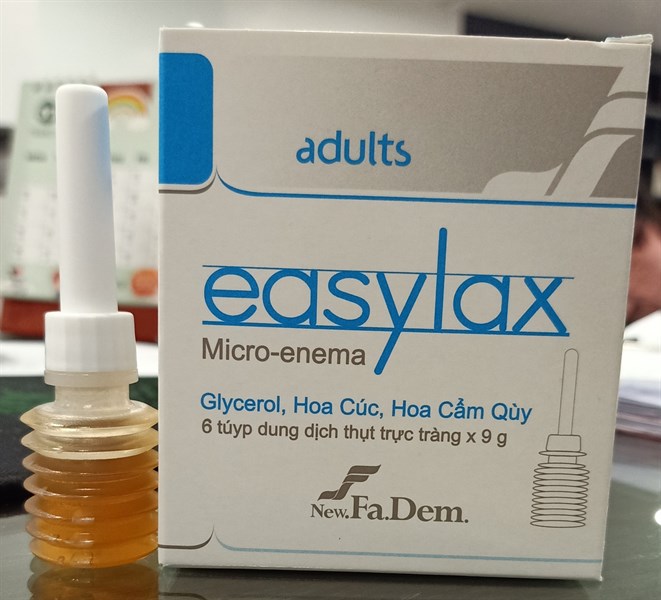 adults
easylax
Micro-enema
Glycerol, Hoa Cúc, Hoa Cẩm Qùy
6 túyp dung dịch thụt trực tràng x 9 g
New.Fa.Dem.